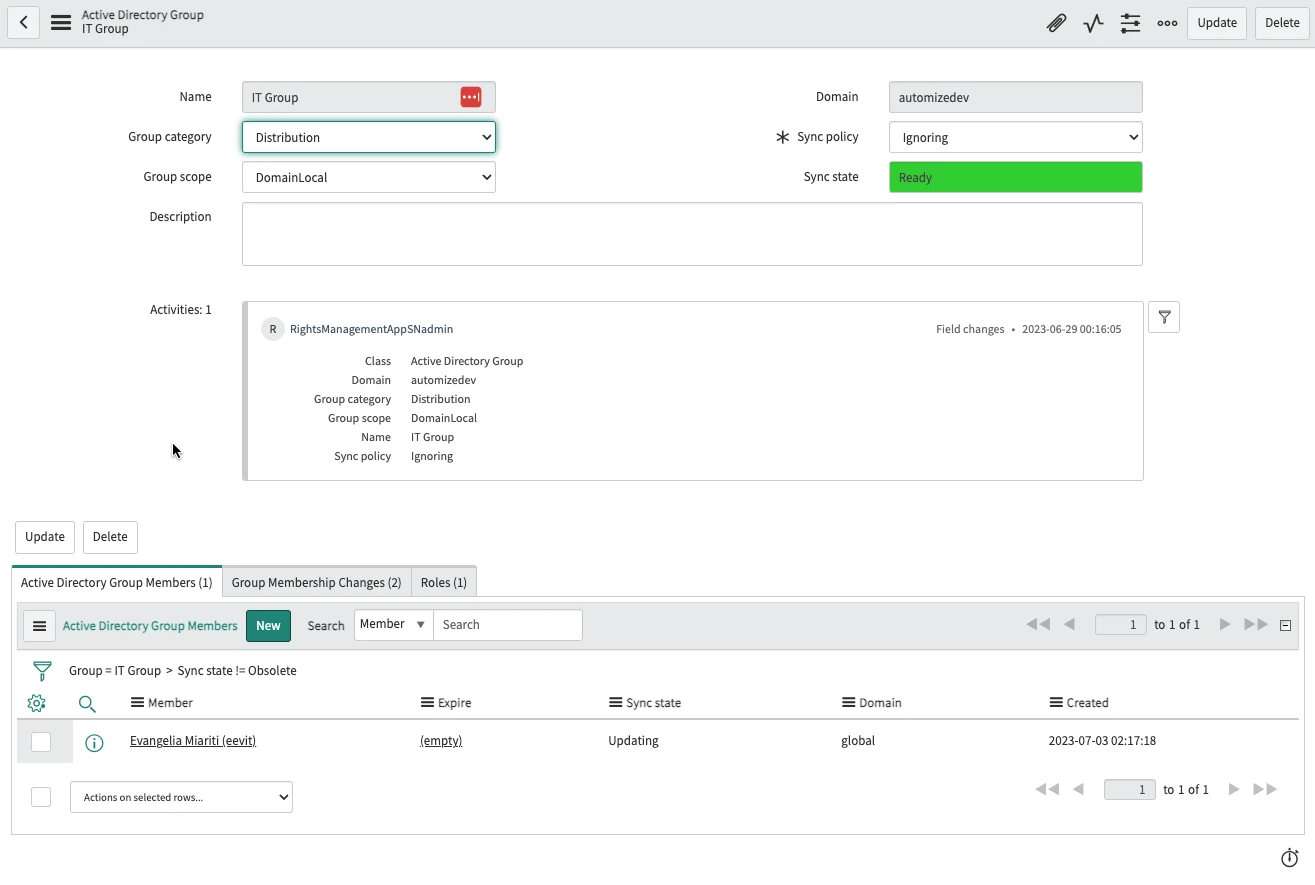 Active Directory Group
IT Group
Update Delete
Name IT Group Domain automizedev
Group category Distribution Sync policy Ignoring
Group scope DomainLocal Sync state Ready
Description
Activities: 1
R RightsManagementAppSNadmin Field changes • 2023-06-29 00:16:05
Class Active Directory Group
Domain automizedev
Group category Distribution
Group scope DomainLocal
Name IT Group
Sync policy Ignoring
Update Delete
Active Directory Group Members (1) Group Membership Changes (2) Roles (1)
Active Directory Group Members New Search Member Search 1 to 1 of 1
Group = IT Group > Sync state != Obsolete
Member Expire Sync state Domain Created
Evangelia Miariti (eevit) (empty) Updating global 2023-07-03 02:17:18
Actions on selected rows... 1 to 1 of 1